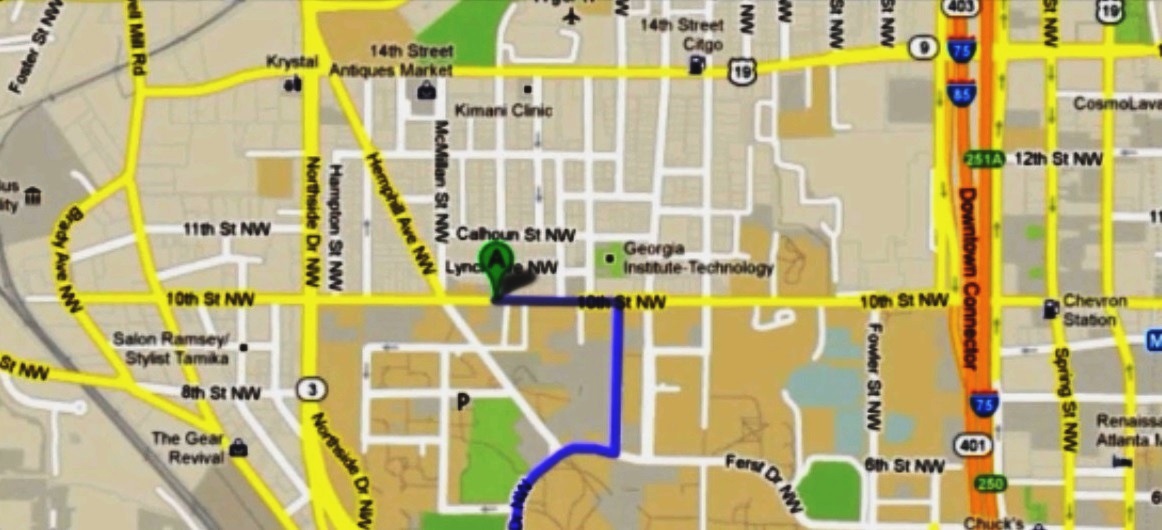 Foster St NW
ll Mill Rd
14th Street
Citgo
St NW
403
19
9
75
Krystal
14th Street
Antiques Market
19
85
Kimani Clinic
CosmoLava
McMillan St NW
Hemphill Ave NW
Northside Dr NW
Hampton St NW
251A
12th St NW
Brady Ave NW
11th St NW
Calhoun St NW
A
Georgia
Institute-Technology
NW
Downtown Connector
10th St NW
10th St NW
10th St NW
Chevron
Station
Salon Ramsey/
Stylist Tamika
Fowler St NW
Spring St NW
M
St NW
8th St NW
3
P
75
The Gear
Revival
Northside Dr NW
Ferst Dr NW
6th St NW
401
Renaissa
Atlanta M
250
Chuck's